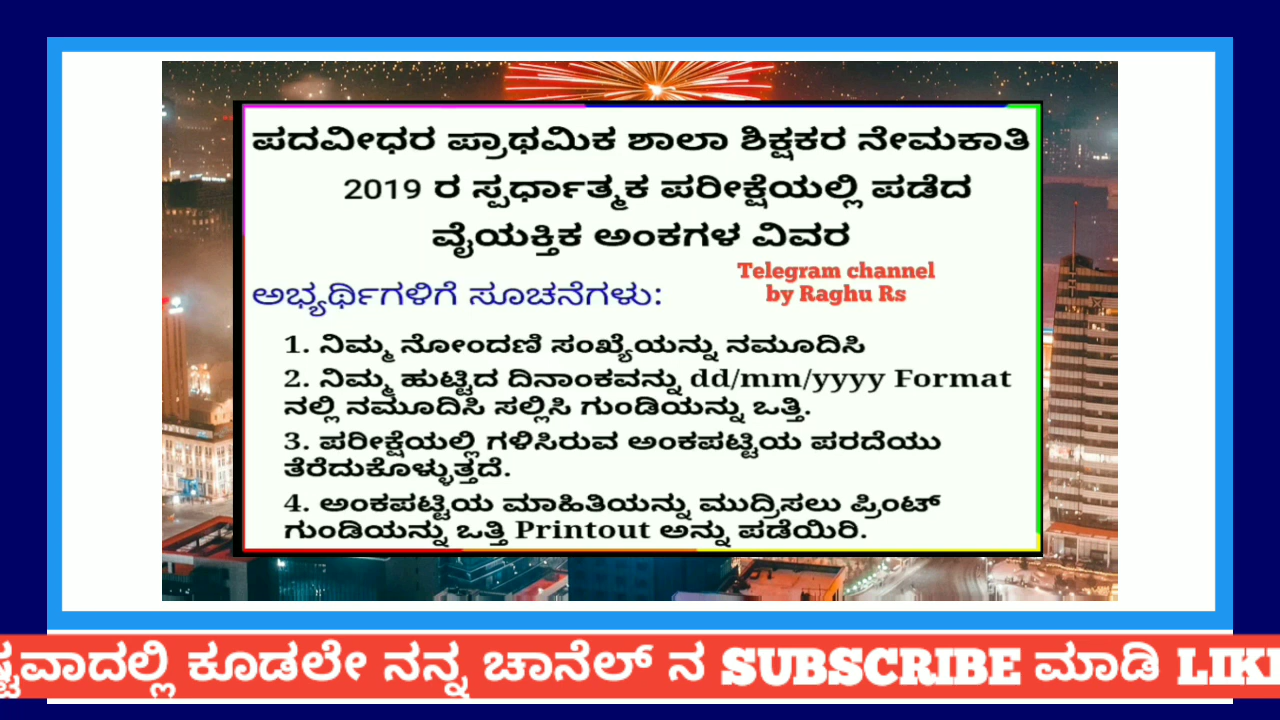 ಪದವೀಧರ ಪ್ರಾಥಮಿಕ ಶಾಲಾ ಶಿಕ್ಷಕರ ನೇಮಕಾತಿ
2019 ರ ಸ್ಪರ್ಧಾತ್ಮಕ ಪರೀಕ್ಷೆಯಲ್ಲಿ ಪಡೆದ
ವೈಯಕ್ತಿಕ ಅಂಕಗಳ ವಿವರ
Telegram channel
by Raghu Rs
ಅಭ್ಯರ್ಥಿಗಳಿಗೆ ಸೂಚನೆಗಳು:
1. ನಿಮ್ಮ ನೋಂದಣಿ ಸಂಖ್ಯೆಯನ್ನು ನಮೂದಿಸಿ
2. ನಿಮ್ಮ ಹುಟ್ಟಿದ ದಿನಾಂಕವನ್ನು dd/mm/yyyy Format
ನಲ್ಲಿ ನಮೂದಿಸಿ ಸಲ್ಲಿಸಿ ಗುಂಡಿಯನ್ನು ಒತ್ತಿ.
3. ಪರೀಕ್ಷೆಯಲ್ಲಿ ಗಳಿಸಿರುವ ಅಂಕಪಟ್ಟಿಯ ಪರದೆಯು
ತೆರೆದುಕೊಳ್ಳುತ್ತದೆ.
4. ಅಂಕಪಟ್ಟಿಯ ಮಾಹಿತಿಯನ್ನು ಮುದ್ರಿಸಲು ಪ್ರಿಂಟ್
ಗುಂಡಿಯನ್ನು ಒತ್ತಿ Printout ಅನ್ನು ಪಡೆಯಿರಿ.
ಷ್ಟವಾದಲ್ಲಿ ಕೂಡಲೇ ನನ್ನ ಚಾನೆಲ್ ನ SUBSCRIBE ಮಾಡಿ LIK